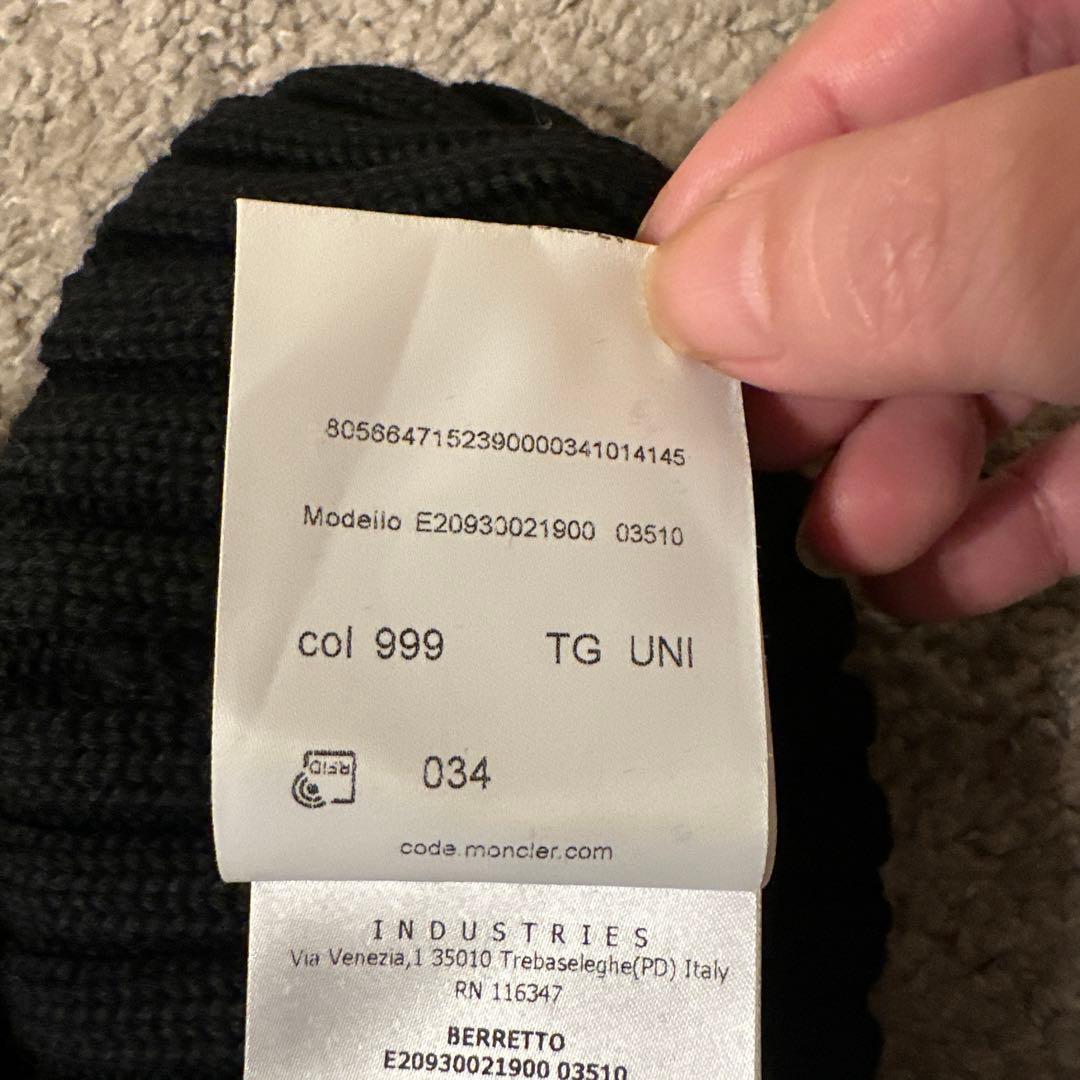 8056647152390000341014145
Modello E20930021900 03510
col 999 TG UNI
RFID
034
code.moncler.com
INDUSTRIES
Via Venezia,1 35010 Trebaseleghe(PD) Italy
RN 116347
BERRETTO
E20930021900 03510